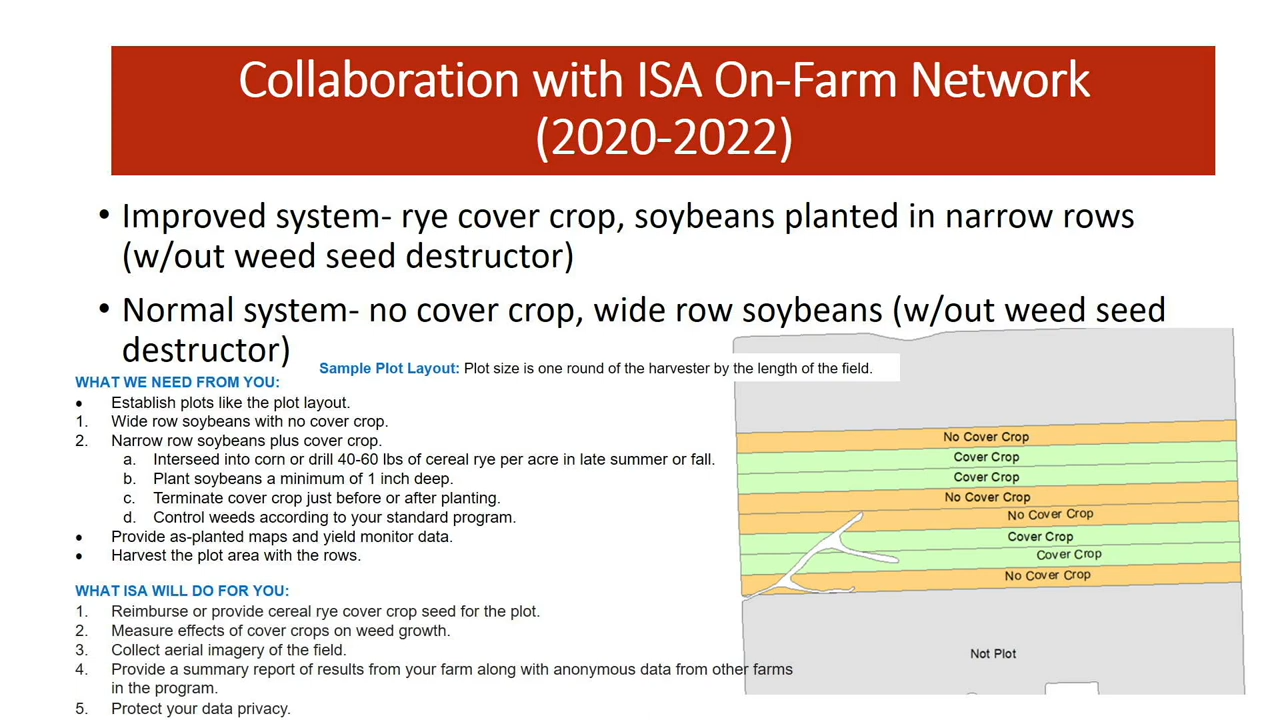 Collaboration with ISA On-Farm Network
(2020-2022)
• Improved system- rye cover crop, soybeans planted in narrow rows
(w/out weed seed destructor)
• Normal system- no cover crop, wide row soybeans (w/out weed seed
destructor)
Sample Plot Layout: Plot size is one round of the harvester by the length of the field.
WHAT WE NEED FROM YOU:
• Establish plots like the plot layout.
1. Wide row soybeans with no cover crop.
2. Narrow row soybeans plus cover crop.
a. Interseed into corn or drill 40-60 lbs of cereal rye per acre in late summer or fall.
b. Plant soybeans a minimum of 1 inch deep.
c. Terminate cover crop just before or after planting.
d. Control weeds according to your standard program.
• Provide as-planted maps and yield monitor data.
• Harvest the plot area with the rows.
WHAT ISA WILL DO FOR YOU:
1. Reimburse or provide cereal rye cover crop seed for the plot.
2. Measure effects of cover crops on weed growth.
3. Collect aerial imagery of the field.
4. Provide a summary report of results from your farm along with anonymous data from other farms
in the program.
5. Protect your data privacy.
No Cover Crop
Cover Crop
Cover Crop
No Cover Crop
No Cover Crop
Cover Crop
Cover Crop
No Cover Crop
Not Plot